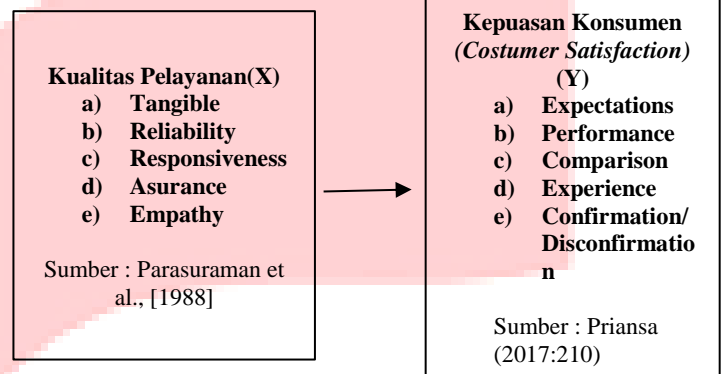 Kualitas Pelayanan(X)
a) Tangible
b) Reliability
c) Responsiveness
d) Asurance
e) Empathy
Sumber : Parasuraman et
al., [1988]
Kepuasan Konsumen
(Costumer Satisfaction)
(Y)
a) Expectations
b) Performance
c) Comparison
d) Experience
e) Confirmation/
Disconfirmatio
n
Sumber : Priansa
(2017:210)